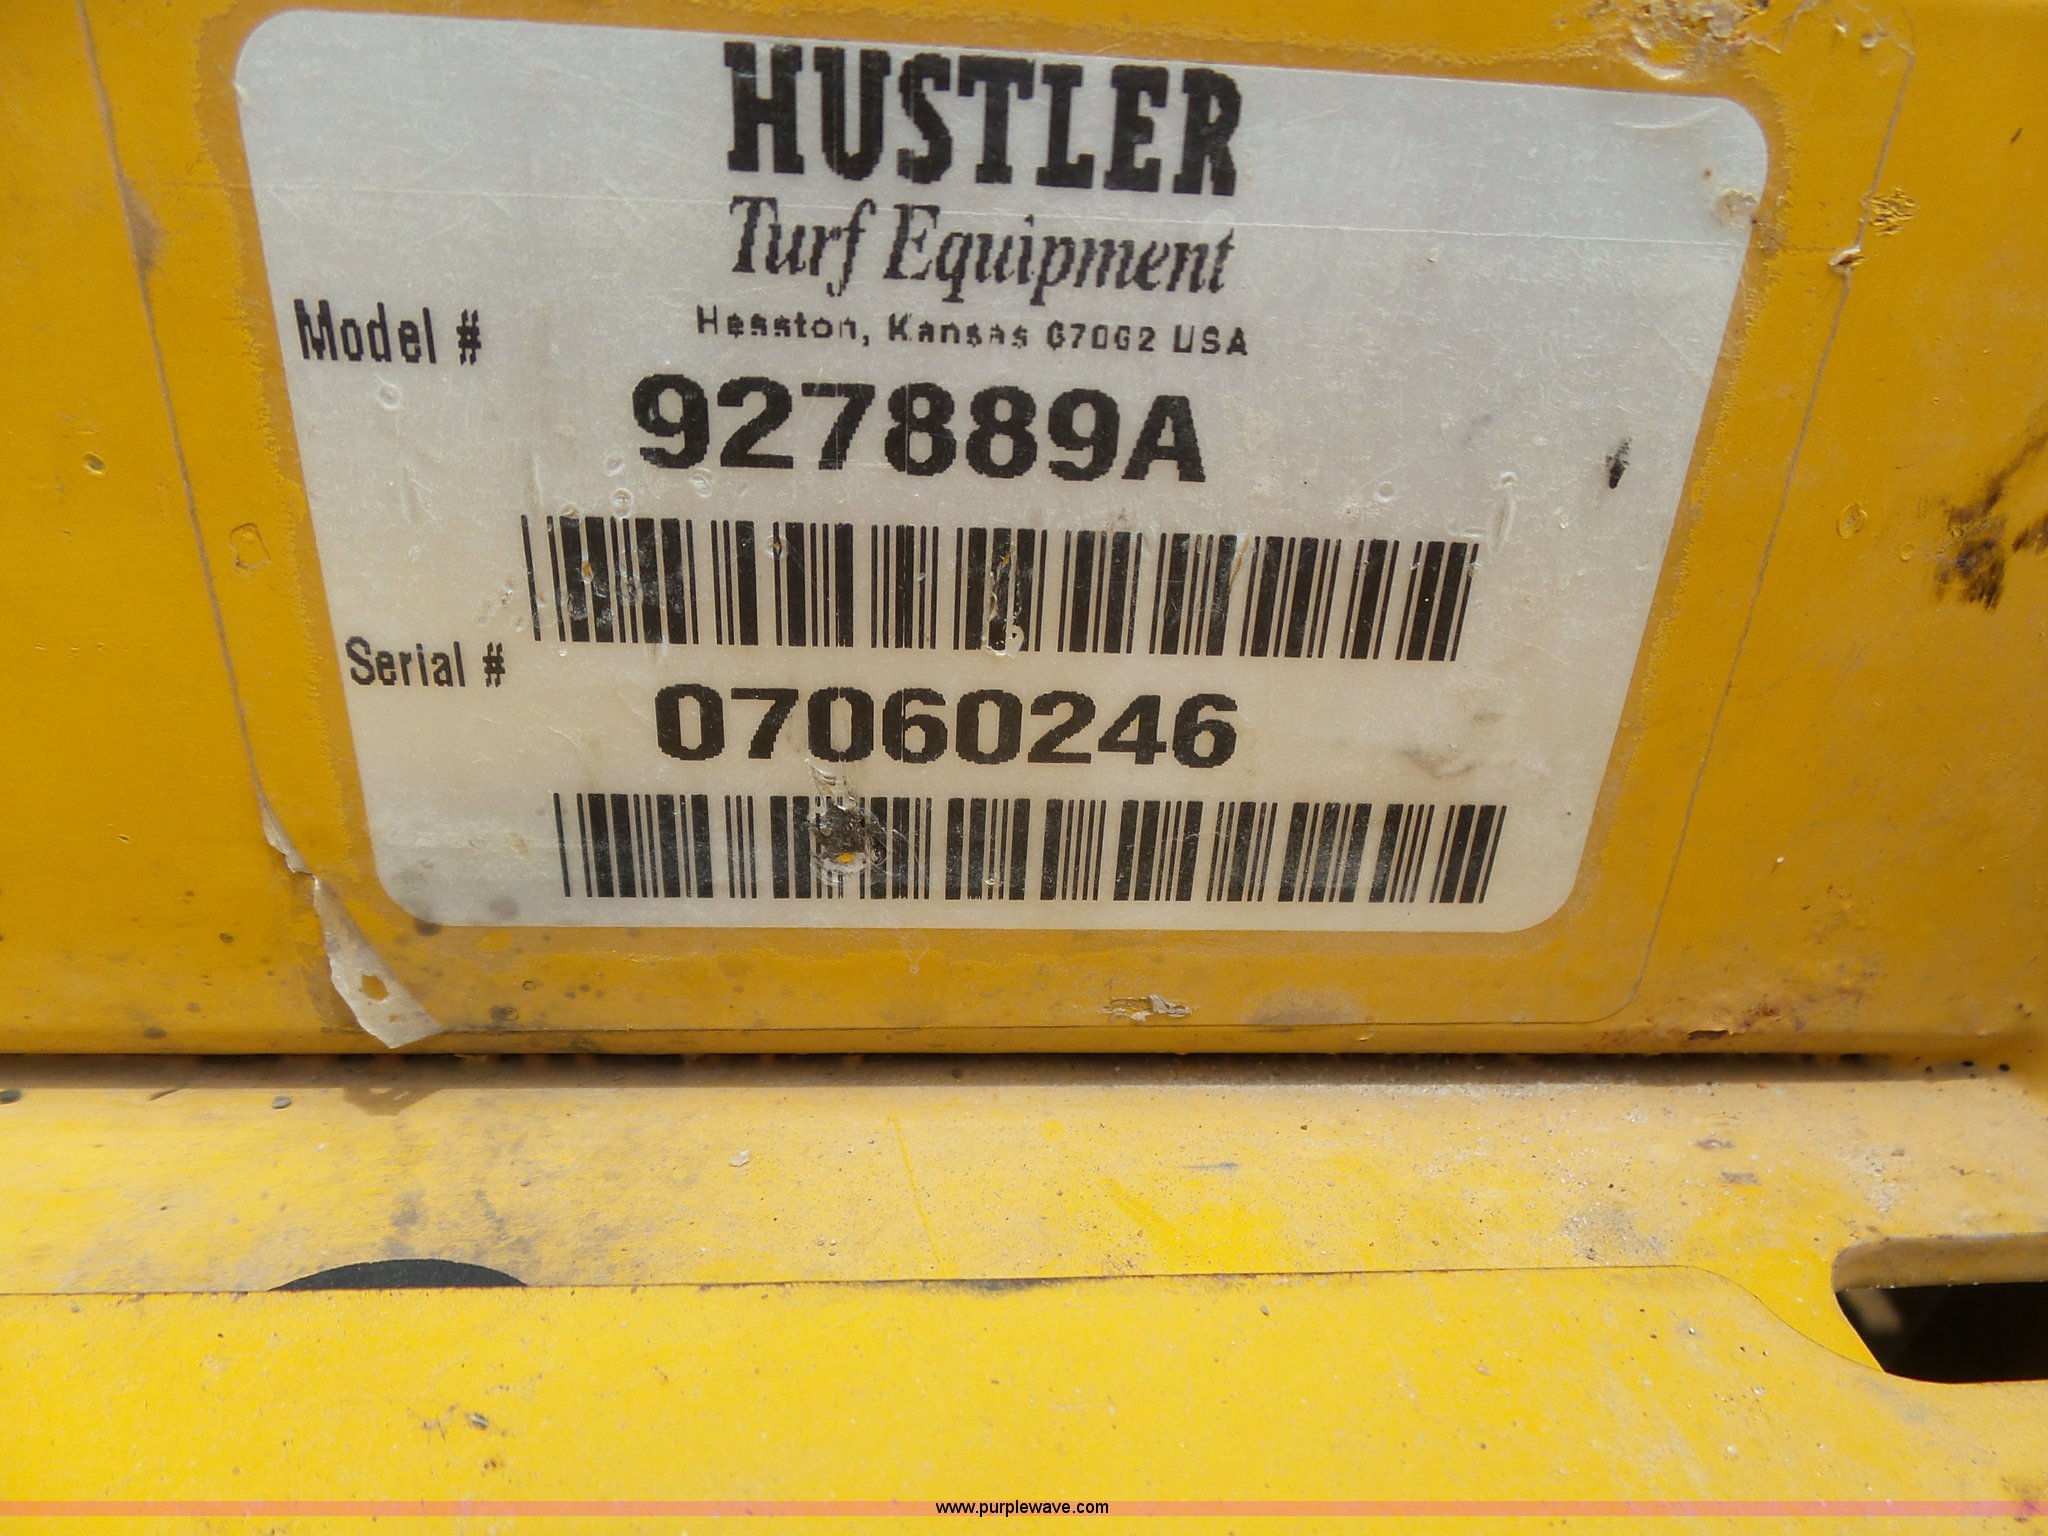 HUSTLER
Turf Equipment
Hesston, Kansas 67062 USA
Model #
927889A
Serial #
07060246
www.purplewave.com